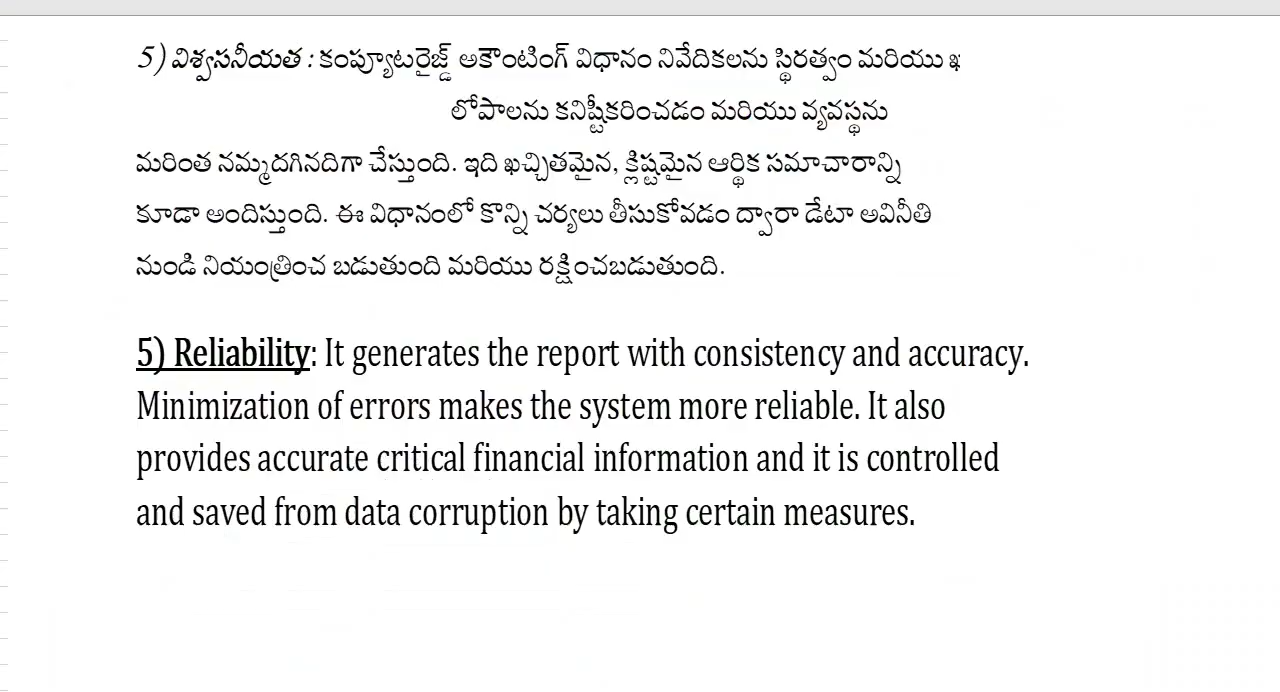 5) విశ్వసనీయత : కంప్యూటరైజ్డ్ అకౌంటింగ్ విధానం నివేదికలను స్థిరత్వం మరియు
లోపాలను కనిష్టీకరించడం మరియు వ్యవస్థను
మరింత నమ్మదగినదిగా చేస్తుంది. ఇది ఖచ్చితమైన, క్లిష్టమైన ఆర్థిక సమాచారాన్ని
కూడా అందిస్తుంది. ఈ విధానంలో కొన్ని చర్యలు తీసుకోవడం ద్వారా డేటా అవినీతి
నుండి నియంత్రించ బడుతుంది మరియు రక్షించబడుతుంది.
5) Reliability: It generates the report with consistency and accuracy.
Minimization of errors makes the system more reliable. It also
provides accurate critical financial information and it is controlled
and saved from data corruption by taking certain measures.